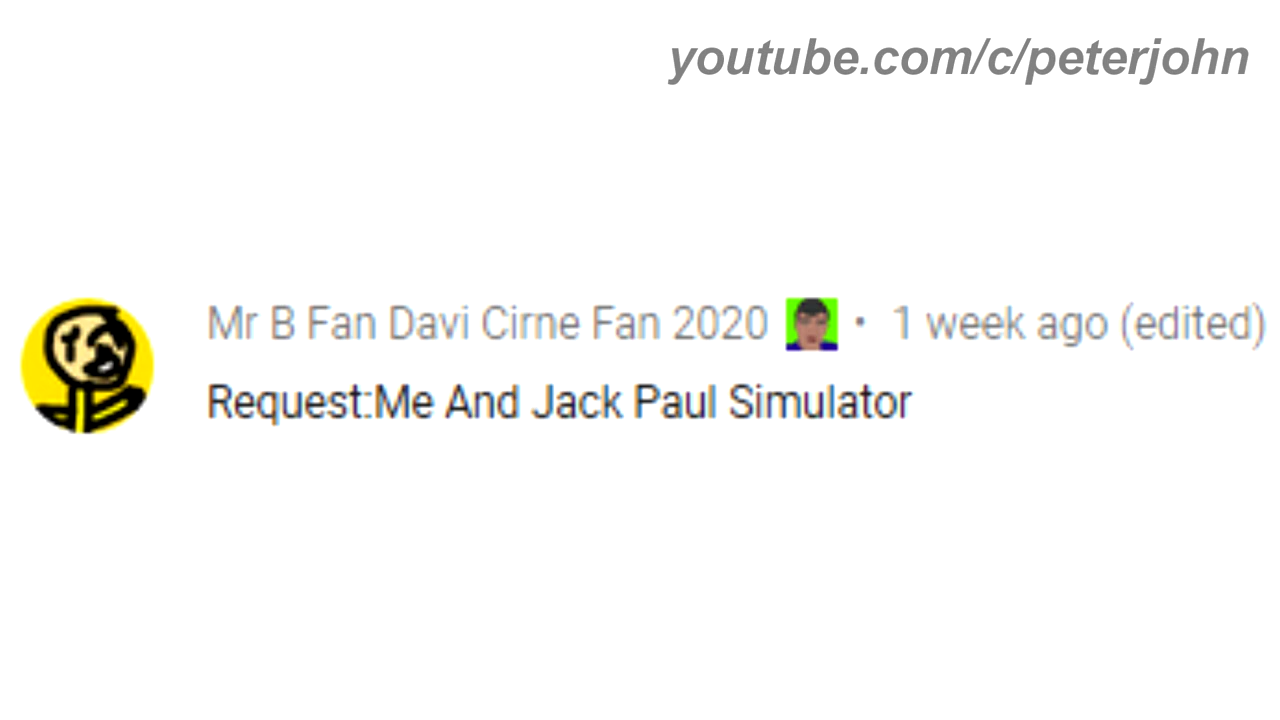 youtube.com/c/peterjohn
Mr B Fan Davi Cirne Fan 2020 • 1 week ago (edited)
Request:Me And Jack Paul Simulator